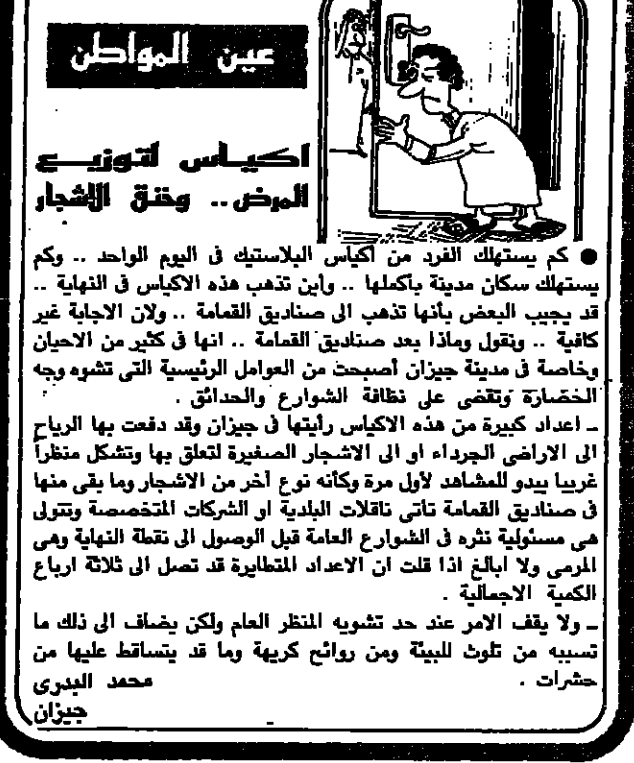 عين المواطن
اكيـاس لتوزيــع
المرض .. وخنق الاشجار
● كم يستهلك الفرد من أكياس البلاستيك فى اليوم الواحد .. وكم
يستهلك سكان مدينة بأكملها .. وأين تذهب هذه الاكياس فى النهاية ..
قد يجيب البعض بأنها تذهب الى صناديق القمامة .. ولان الاجابة غير
كافية .. ونقول وماذا بعد صناديق القمامة .. انها فى كثير من الاحيان
وخاصة فى مدينة جيزان أصبحت من العوامل الرئيسية التى تشوه وجه
الحضارة وتقضى على نظافة الشوارع والحدائق .
ـ اعداد كبيرة من هذه الاكياس رأيتها فى جيزان وقد دفعت بها الرياح
الى الاراضى الجرداء او الى الاشجار الصغيرة لتعلق بها وتشكل منظراً
غريبا يبدو للمشاهد لأول مرة وكأنه نوع آخر من الاشجار وما بقى منها
فى صناديق القمامة تأتى ناقلات البلدية او الشركات المتخصصة وتتولى
هى مسئولية نثره فى الشوارع العامة قبل الوصول الى نقطة النهاية وهى
المرمى ولا ابالغ اذا قلت ان الاعداد المتطايرة قد تصل الى ثلاثة ارباع
الكمية الاجمالية .
ـ ولا يقف الامر عند حد تشويه المنظر العام ولكن يضاف الى ذلك ما
تسببه من تلوث للبيئة ومن روائح كريهة وما قد يتساقط عليها من
حشرات .
محمد البدرى
جيزان